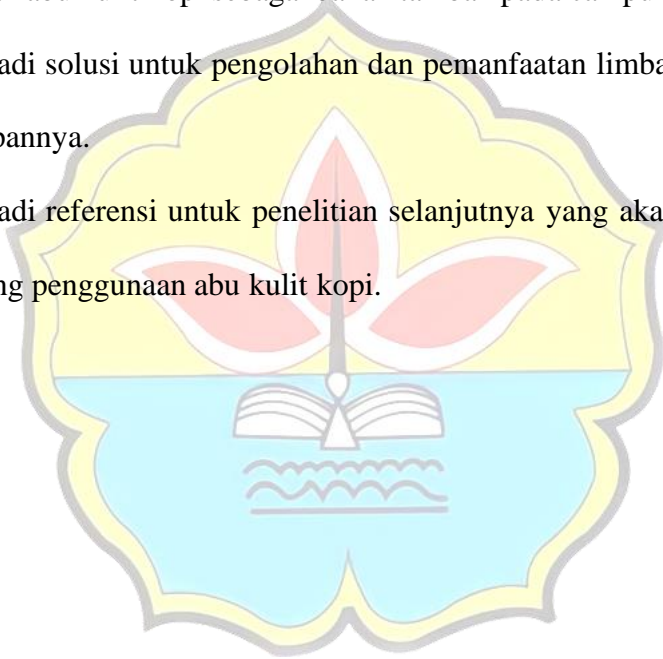 adi solusi untuk pengolahan dan pemanfaatan limba
pannya.
adi referensi untuk penelitian selanjutnya yang aka
ng penggunaan abu kulit kopi.